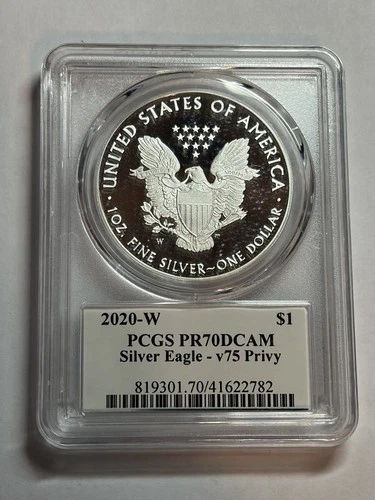 UNITED STATES OF AMERICA
W
1 OZ. FINE SILVER~ONE DOLLAR
2020-W $1
PCGS PR70DCAM
Silver Eagle - v75 Privy
819301.70/41622782